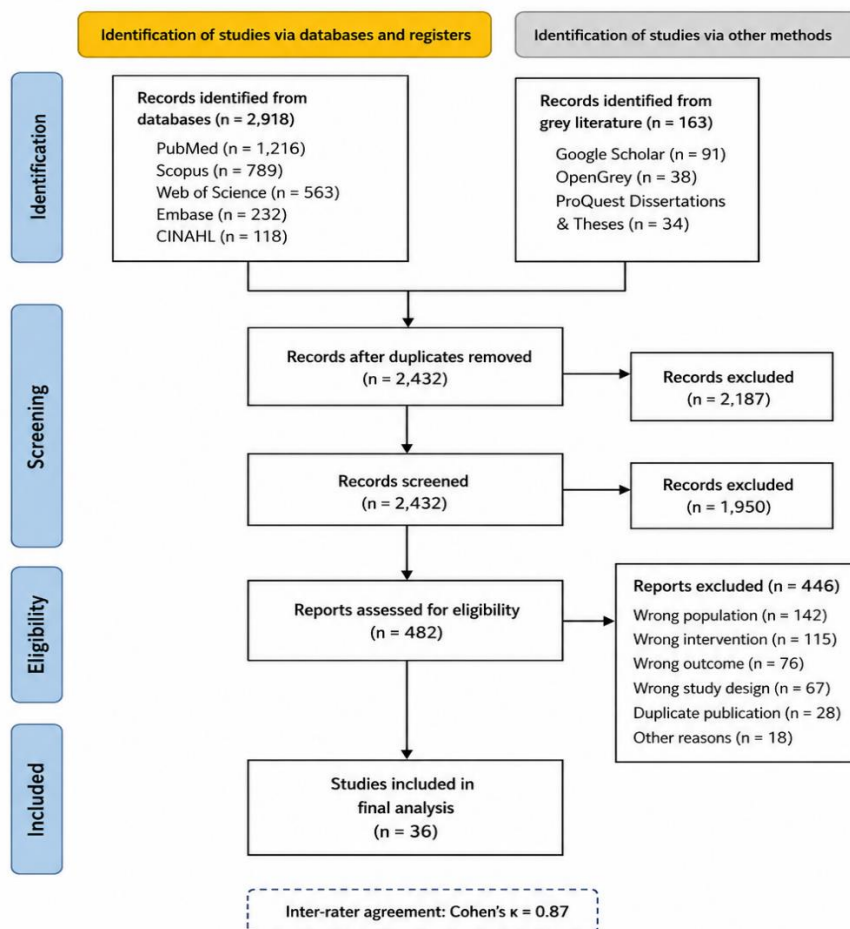 Identification of studies via databases and registers
Identification of studies via other methods
Identification
Records identified from
databases (n = 2,918)
PubMed (n = 1,216)
Scopus (n = 789)
Web of Science (n = 563)
Embase (n = 232)
CINAHL (n = 118)
Records identified from
grey literature (n = 163)
Google Scholar (n = 91)
OpenGrey (n = 38)
ProQuest Dissertations
& Theses (n = 34)
Screening
Records after duplicates removed
(n = 2,432)
Records excluded
(n = 2,187)
Records screened
(n = 2,432)
Records excluded
(n = 1,950)
Eligibility
Reports assessed for eligibility
(n = 482)
Reports excluded (n = 446)
Wrong population (n = 142)
Wrong intervention (n = 115)
Wrong outcome (n = 76)
Wrong study design (n = 67)
Duplicate publication (n = 28)
Other reasons (n = 18)
Included
Studies included in
final analysis
(n = 36)
Inter-rater agreement: Cohen's κ = 0.87